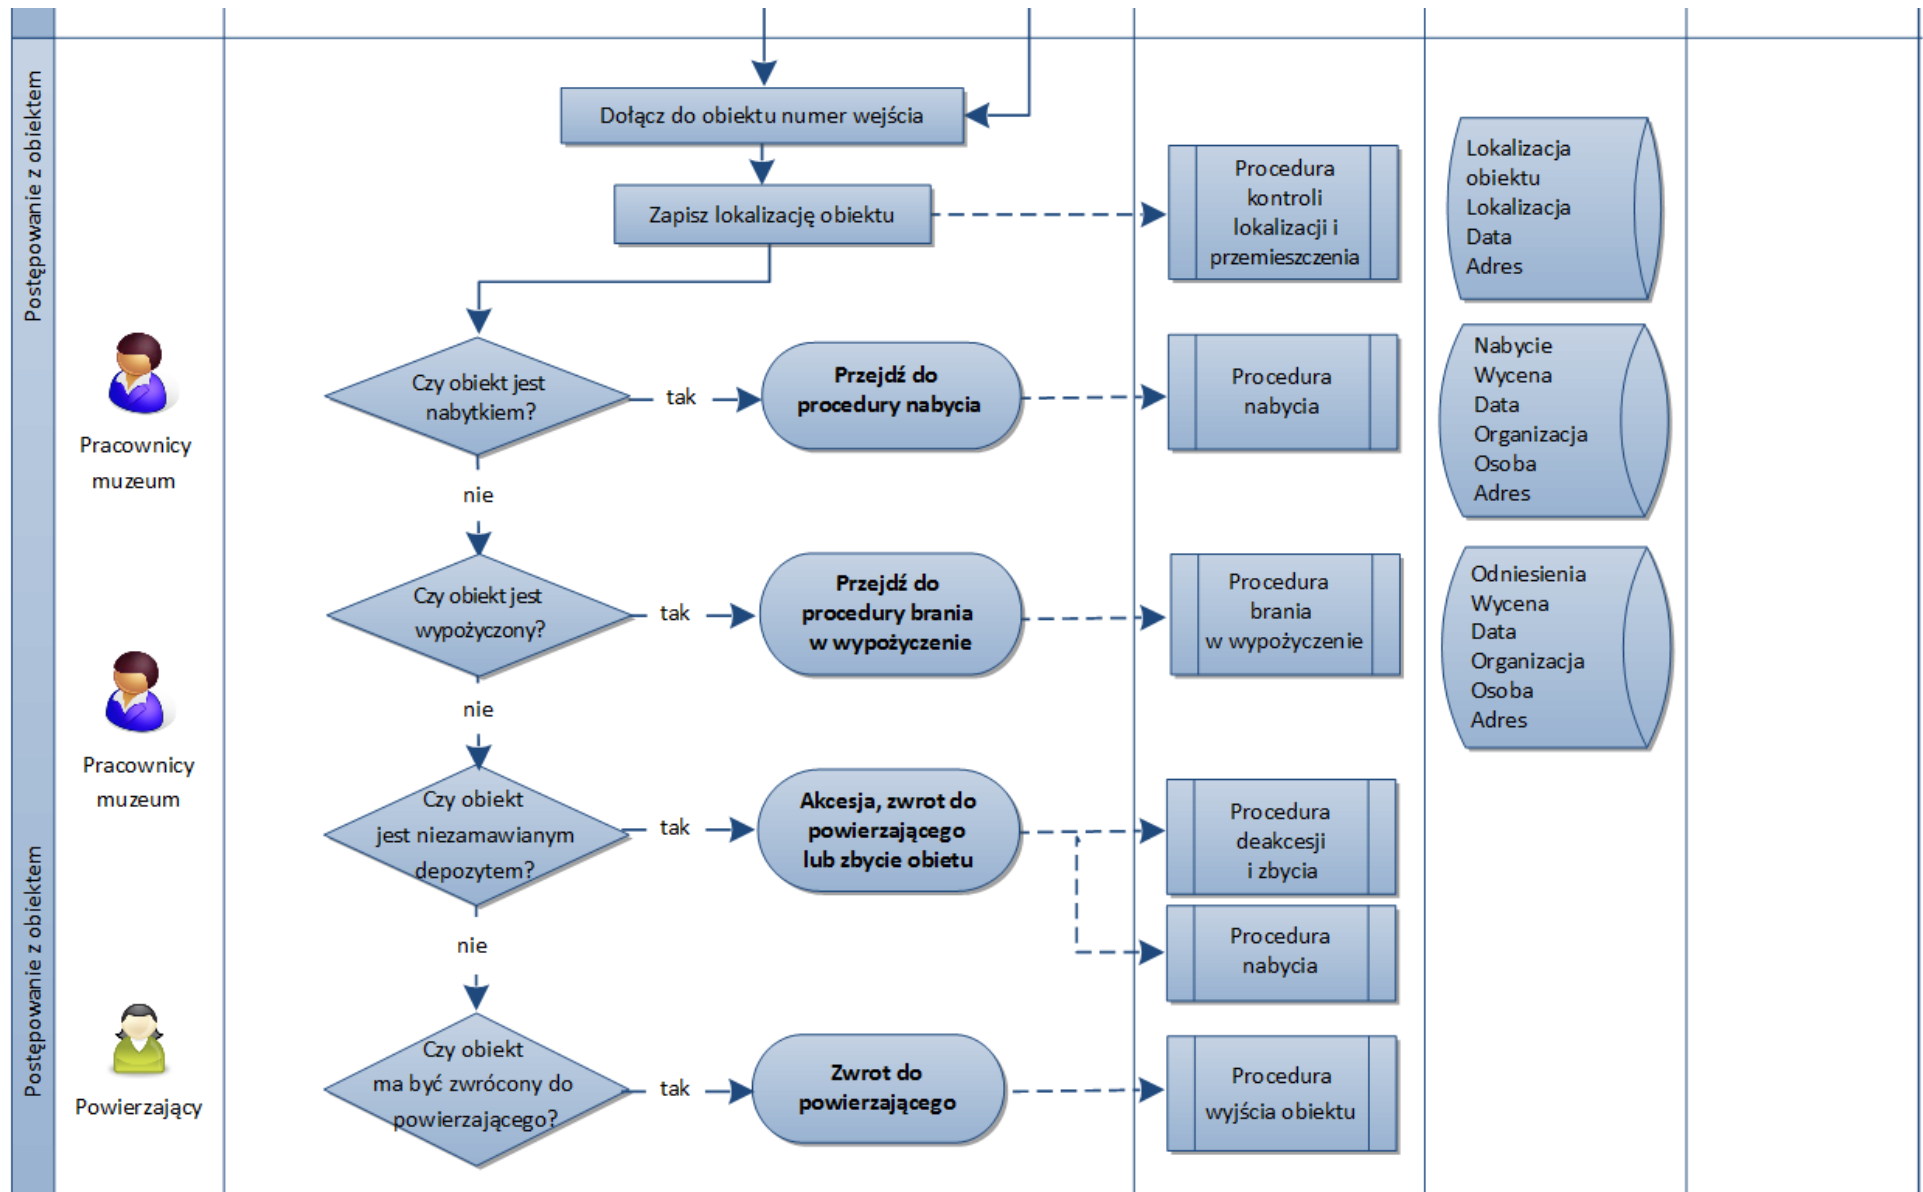 Postępowanie z obiektem
Dołącz do obiektu numer wejścia
Zapisz lokalizację obiektu
Procedura
kontroli
lokalizacji i
przemieszczenia
Lokalizacja
obiektu
Lokalizacja
Data
Adres
Pracownicy
muzeum
Czy obiekt jest
nabytkiem?
tak
Przejdź do
procedury nabycia
Procedura
nabycia
Nabycie
Wycena
Data
Organizacja
Osoba
Adres
nie
Czy obiekt jest
wypożyczony?
tak
Przejdź do
procedury brania
w wypożyczenie
Procedura
brania
w wypożyczenie
Odniesienia
Wycena
Data
Organizacja
Osoba
Adres
nie
Pracownicy
muzeum
Czy obiekt
jest niezamawianym
depozytem?
tak
Akcesja, zwrot do
powierzającego
lub zbycie obietu
Procedura
deakcesji
i zbycia
Procedura
nabycia
nie
Postępowanie z obiektem
Powierzający
Czy obiekt
ma być zwrócony do
powierzającego?
tak
Zwrot do
powierzającego
Procedura
wyjścia obiektu